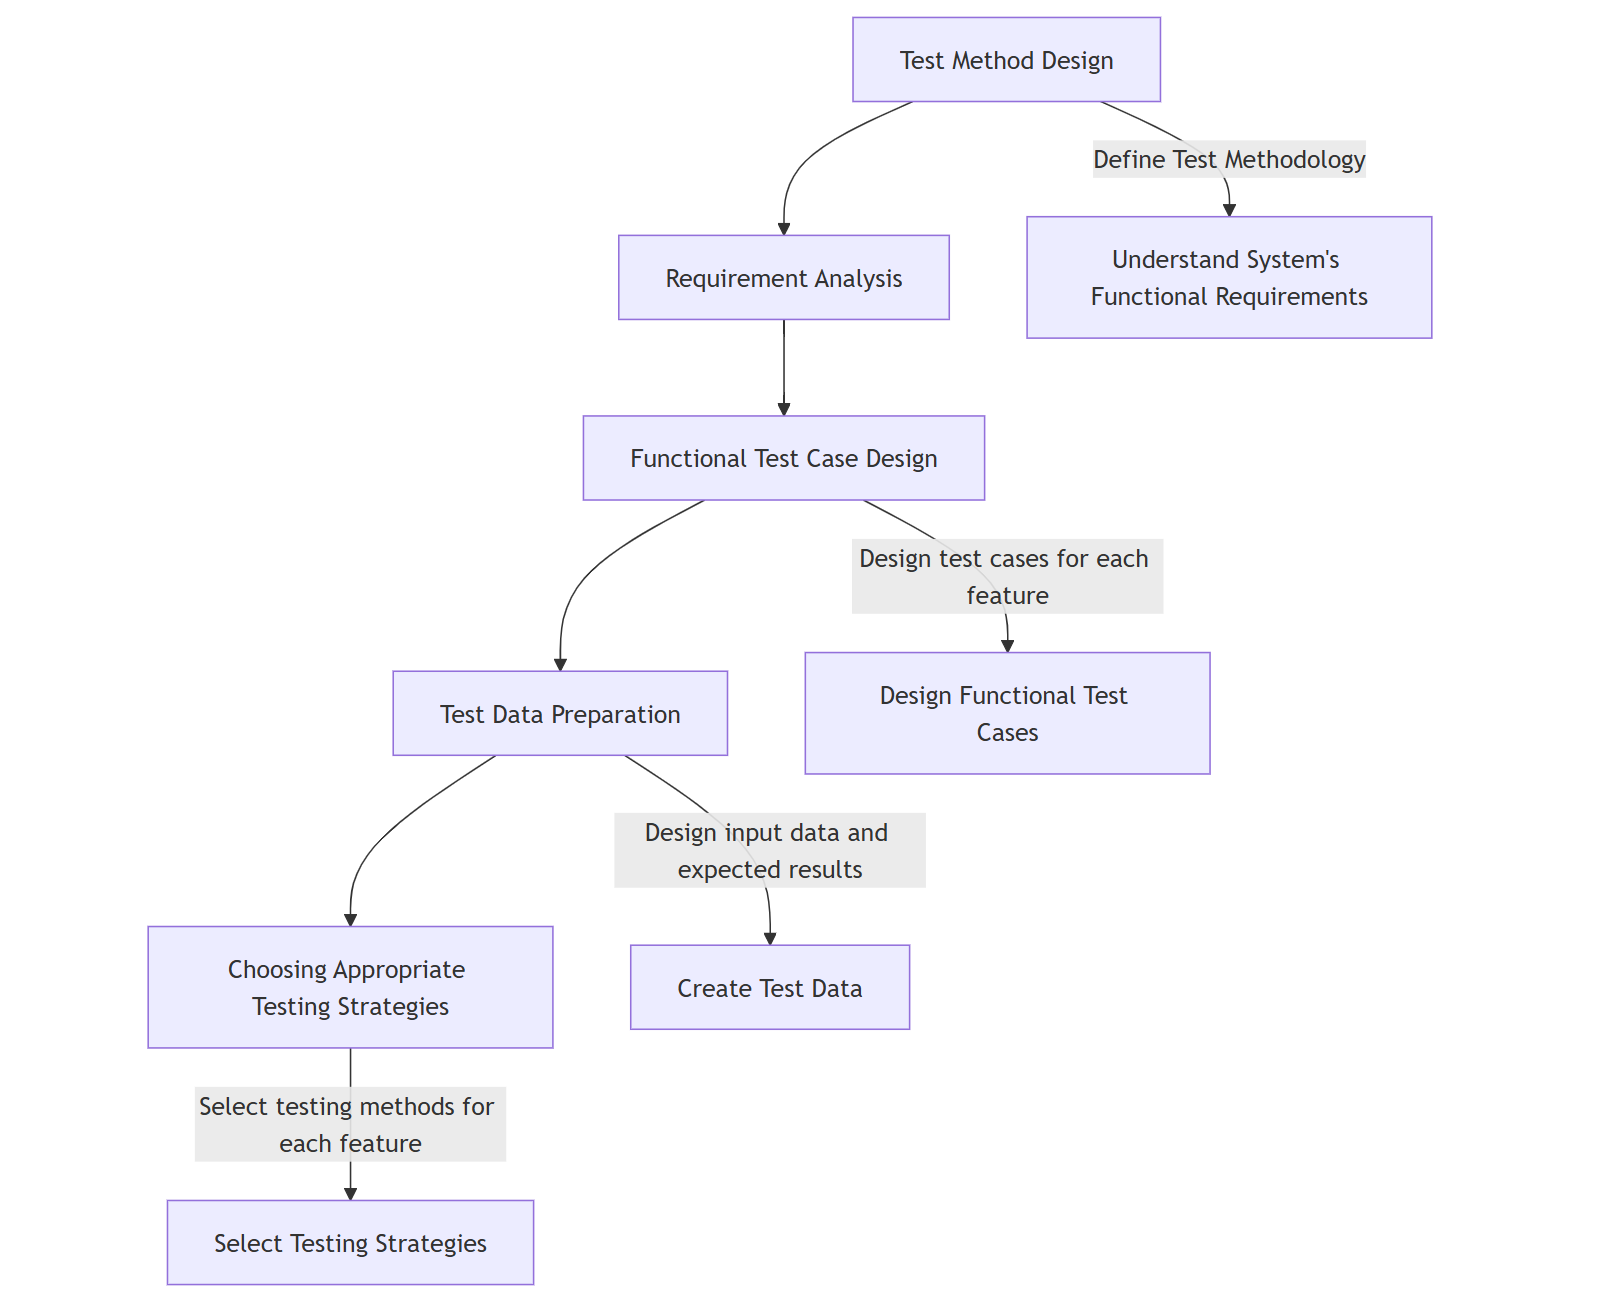 Test Method Design
Define Test Methodology
Understand System's
Functional Requirements
Requirement Analysis
Functional Test Case Design
Design test cases for each
feature
Design Functional Test
Cases
Test Data Preparation
Design input data and
expected results
Choosing Appropriate
Testing Strategies
Create Test Data
Select testing methods for
each feature
Select Testing Strategies